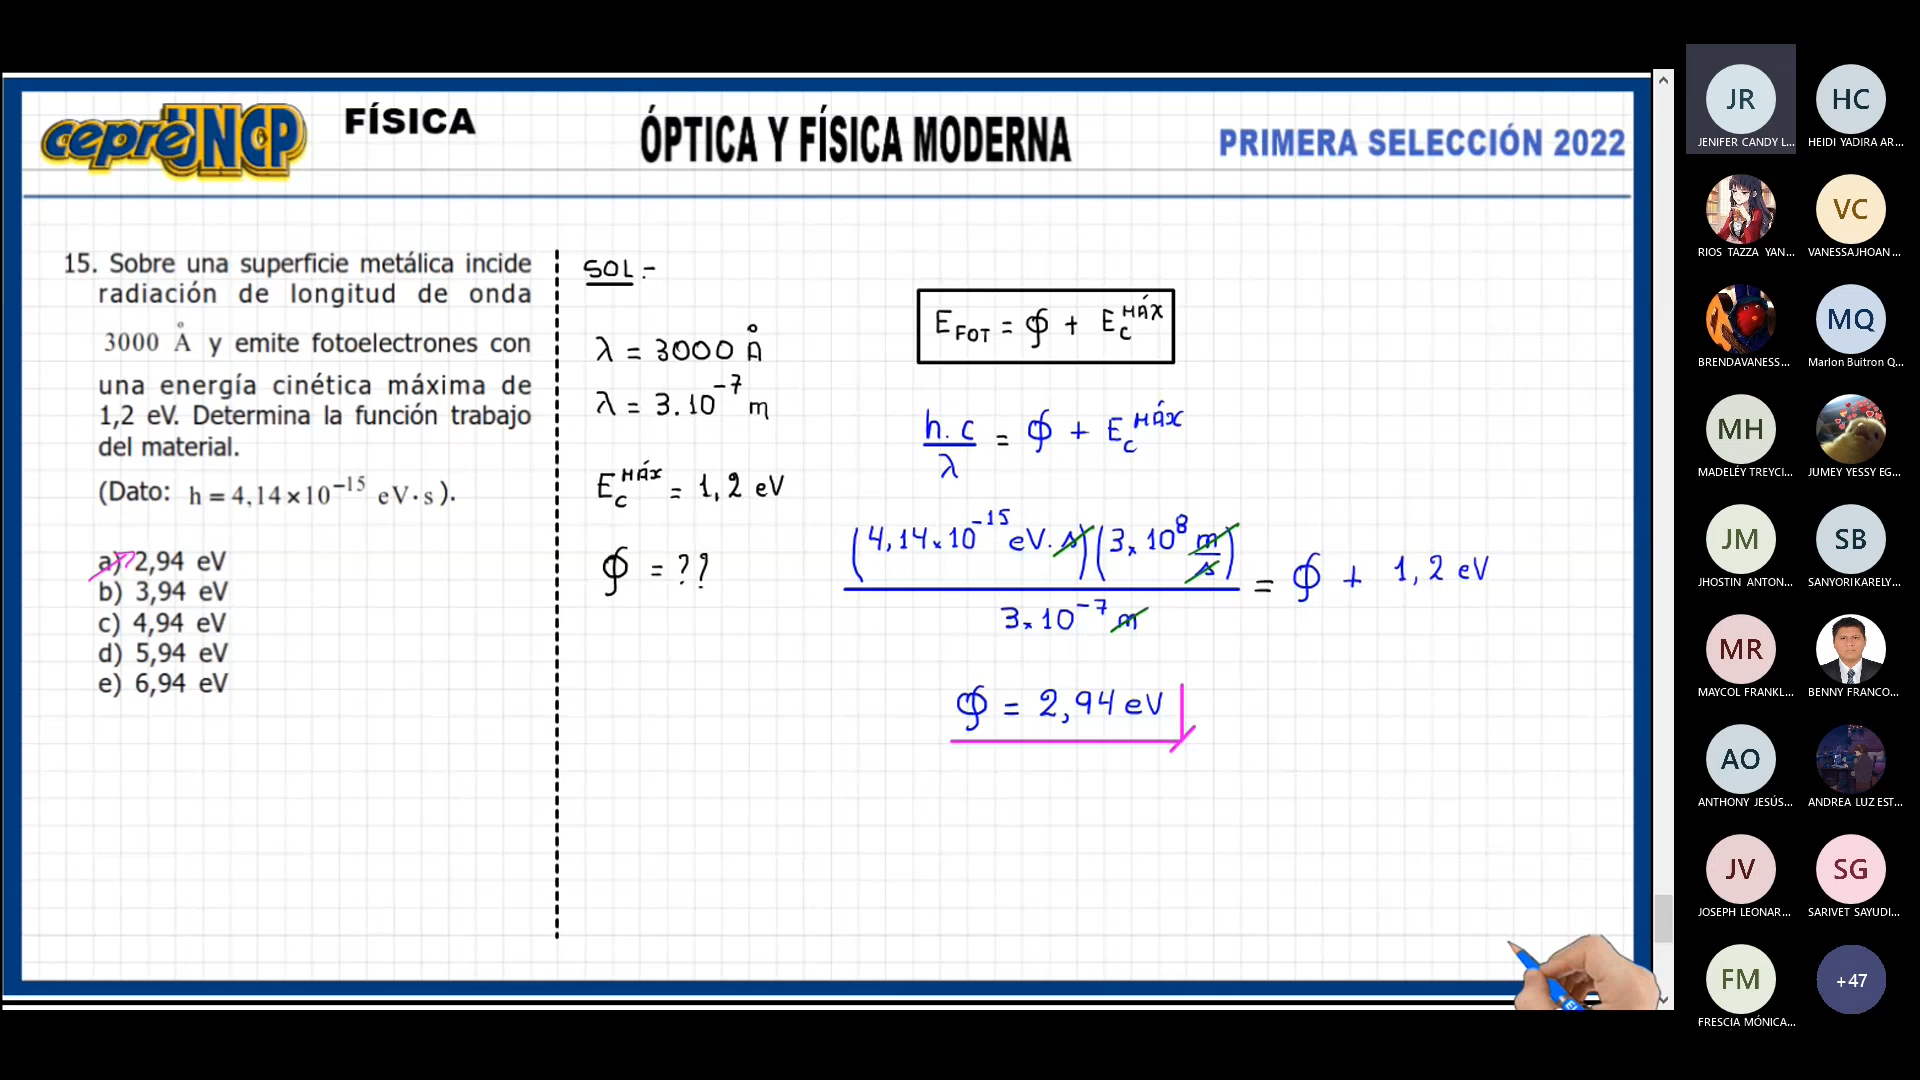 cepreUNCP
FÍSICA
ÓPTICA Y FÍSICA MODERNA
PRIMERA SELECCIÓN 2022
15. Sobre una superficie metálica incide
radiación de longitud de onda
3000 Å y emite fotoelectrones con
una energía cinética máxima de
1,2 eV. Determina la función trabajo
del material.
(Dato: h = 4,14×10⁻¹⁵ eV·s ).
a) 2,94 eV
b) 3,94 eV
c) 4,94 eV
d) 5,94 eV
e) 6,94 eV
SOL:-
λ = 3000 Å
λ = 3.10⁻⁷ m
E_C^MÁX = 1,2 eV
ϕ = ??
E_FOT = ϕ + E_C^MÁX
h.c/λ = ϕ + E_C^MÁX
(4,14×10⁻¹⁵ eV.s)(3×10⁸ m/s) / 3×10⁻⁷ m = ϕ + 1,2 eV
ϕ = 2,94 eV
JR
JENIFER CANDY L...
HC
HEIDI YADIRA AR...
RIOS TAZZA YAN...
VC
VANESSAJHOAN...
BRENDAVANESS...
MQ
Marlon Buitron Q...
MH
MADELÉY TREYCI...
JUMEY YESSY EG...
JM
JHOSTIN ANTON...
SB
SANYORIKARELY...
MR
MAYCOL FRANKL...
BENNY FRANCO...
AO
ANTHONY JESÚS...
ANDREA LUZ EST...
JV
JOSEPH LEONAR...
SG
SARIVET SAYUDI...
FM
FRESCIA MÓNICA...
+47